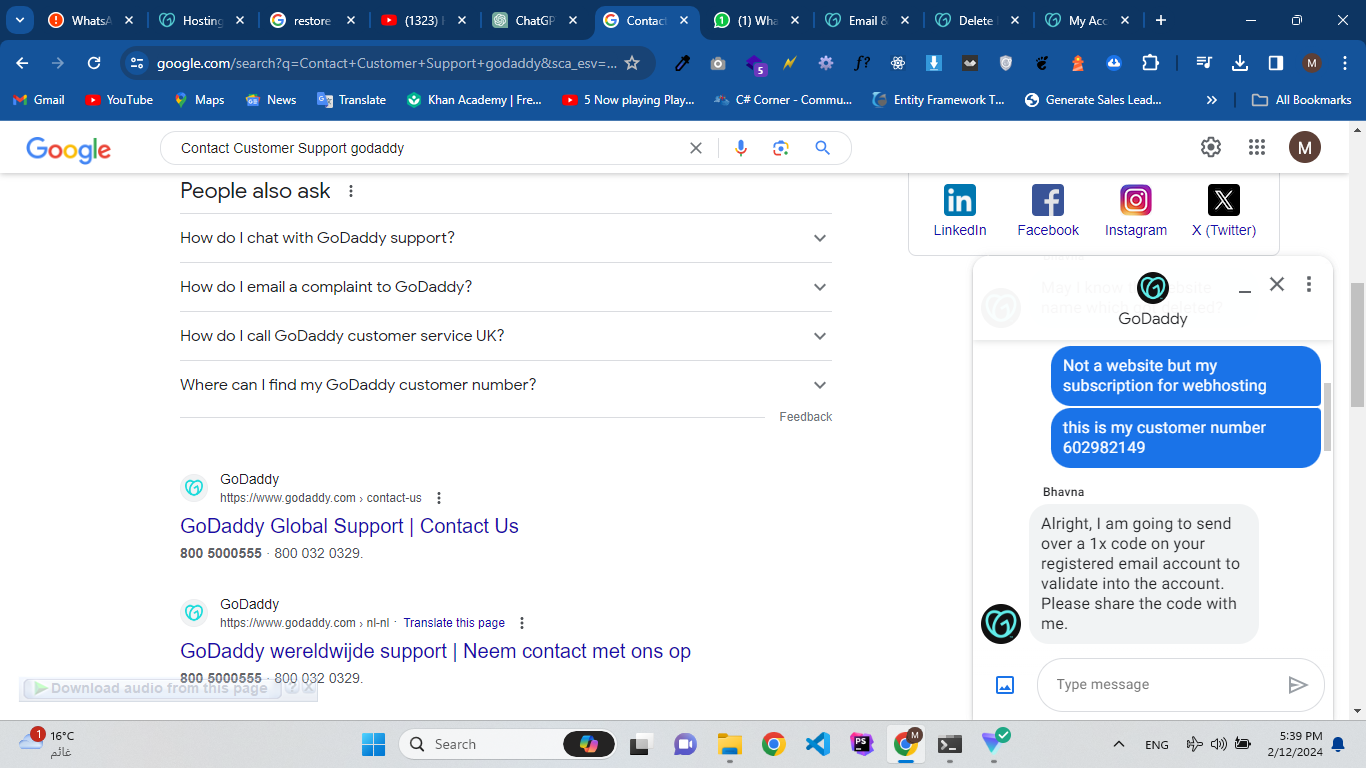 WhatsA
Hosting
restore
(1323)
ChatGP
Contact
(1) Wha
Email &
Delete
My Acc
google.com/search?q=Contact+Customer+Support+godaddy&sca_esv=...
5
M
Gmail
YouTube
Maps
News
Translate
Khan Academy | Fre...
5 Now playing Play...
C# Corner - Commu...
Entity Framework T...
Generate Sales Lead...
»
All Bookmarks
Google
Contact Customer Support godaddy
M
People also ask
How do I chat with GoDaddy support?
How do I email a complaint to GoDaddy?
How do I call GoDaddy customer service UK?
Where can I find my GoDaddy customer number?
Feedback
GoDaddy
https://www.godaddy.com › contact-us
GoDaddy Global Support | Contact Us
800 5000555 · 800 032 0329.
GoDaddy
https://www.godaddy.com › nl-nl · Translate this page
GoDaddy wereldwijde support | Neem contact met ons op
800 5000555 · 800 032 0329.
Download audio from this page
?
LinkedIn
Facebook
Instagram
X (Twitter)
GoDaddy
Not a website but my
subscription for webhosting
this is my customer number
602982149
Bhavna
Alright, I am going to send
over a 1x code on your
registered email account to
validate into the account.
Please share the code with
me.
Type message
1
16°C
غائم
Search
M
ENG
5:39 PM
2/12/2024